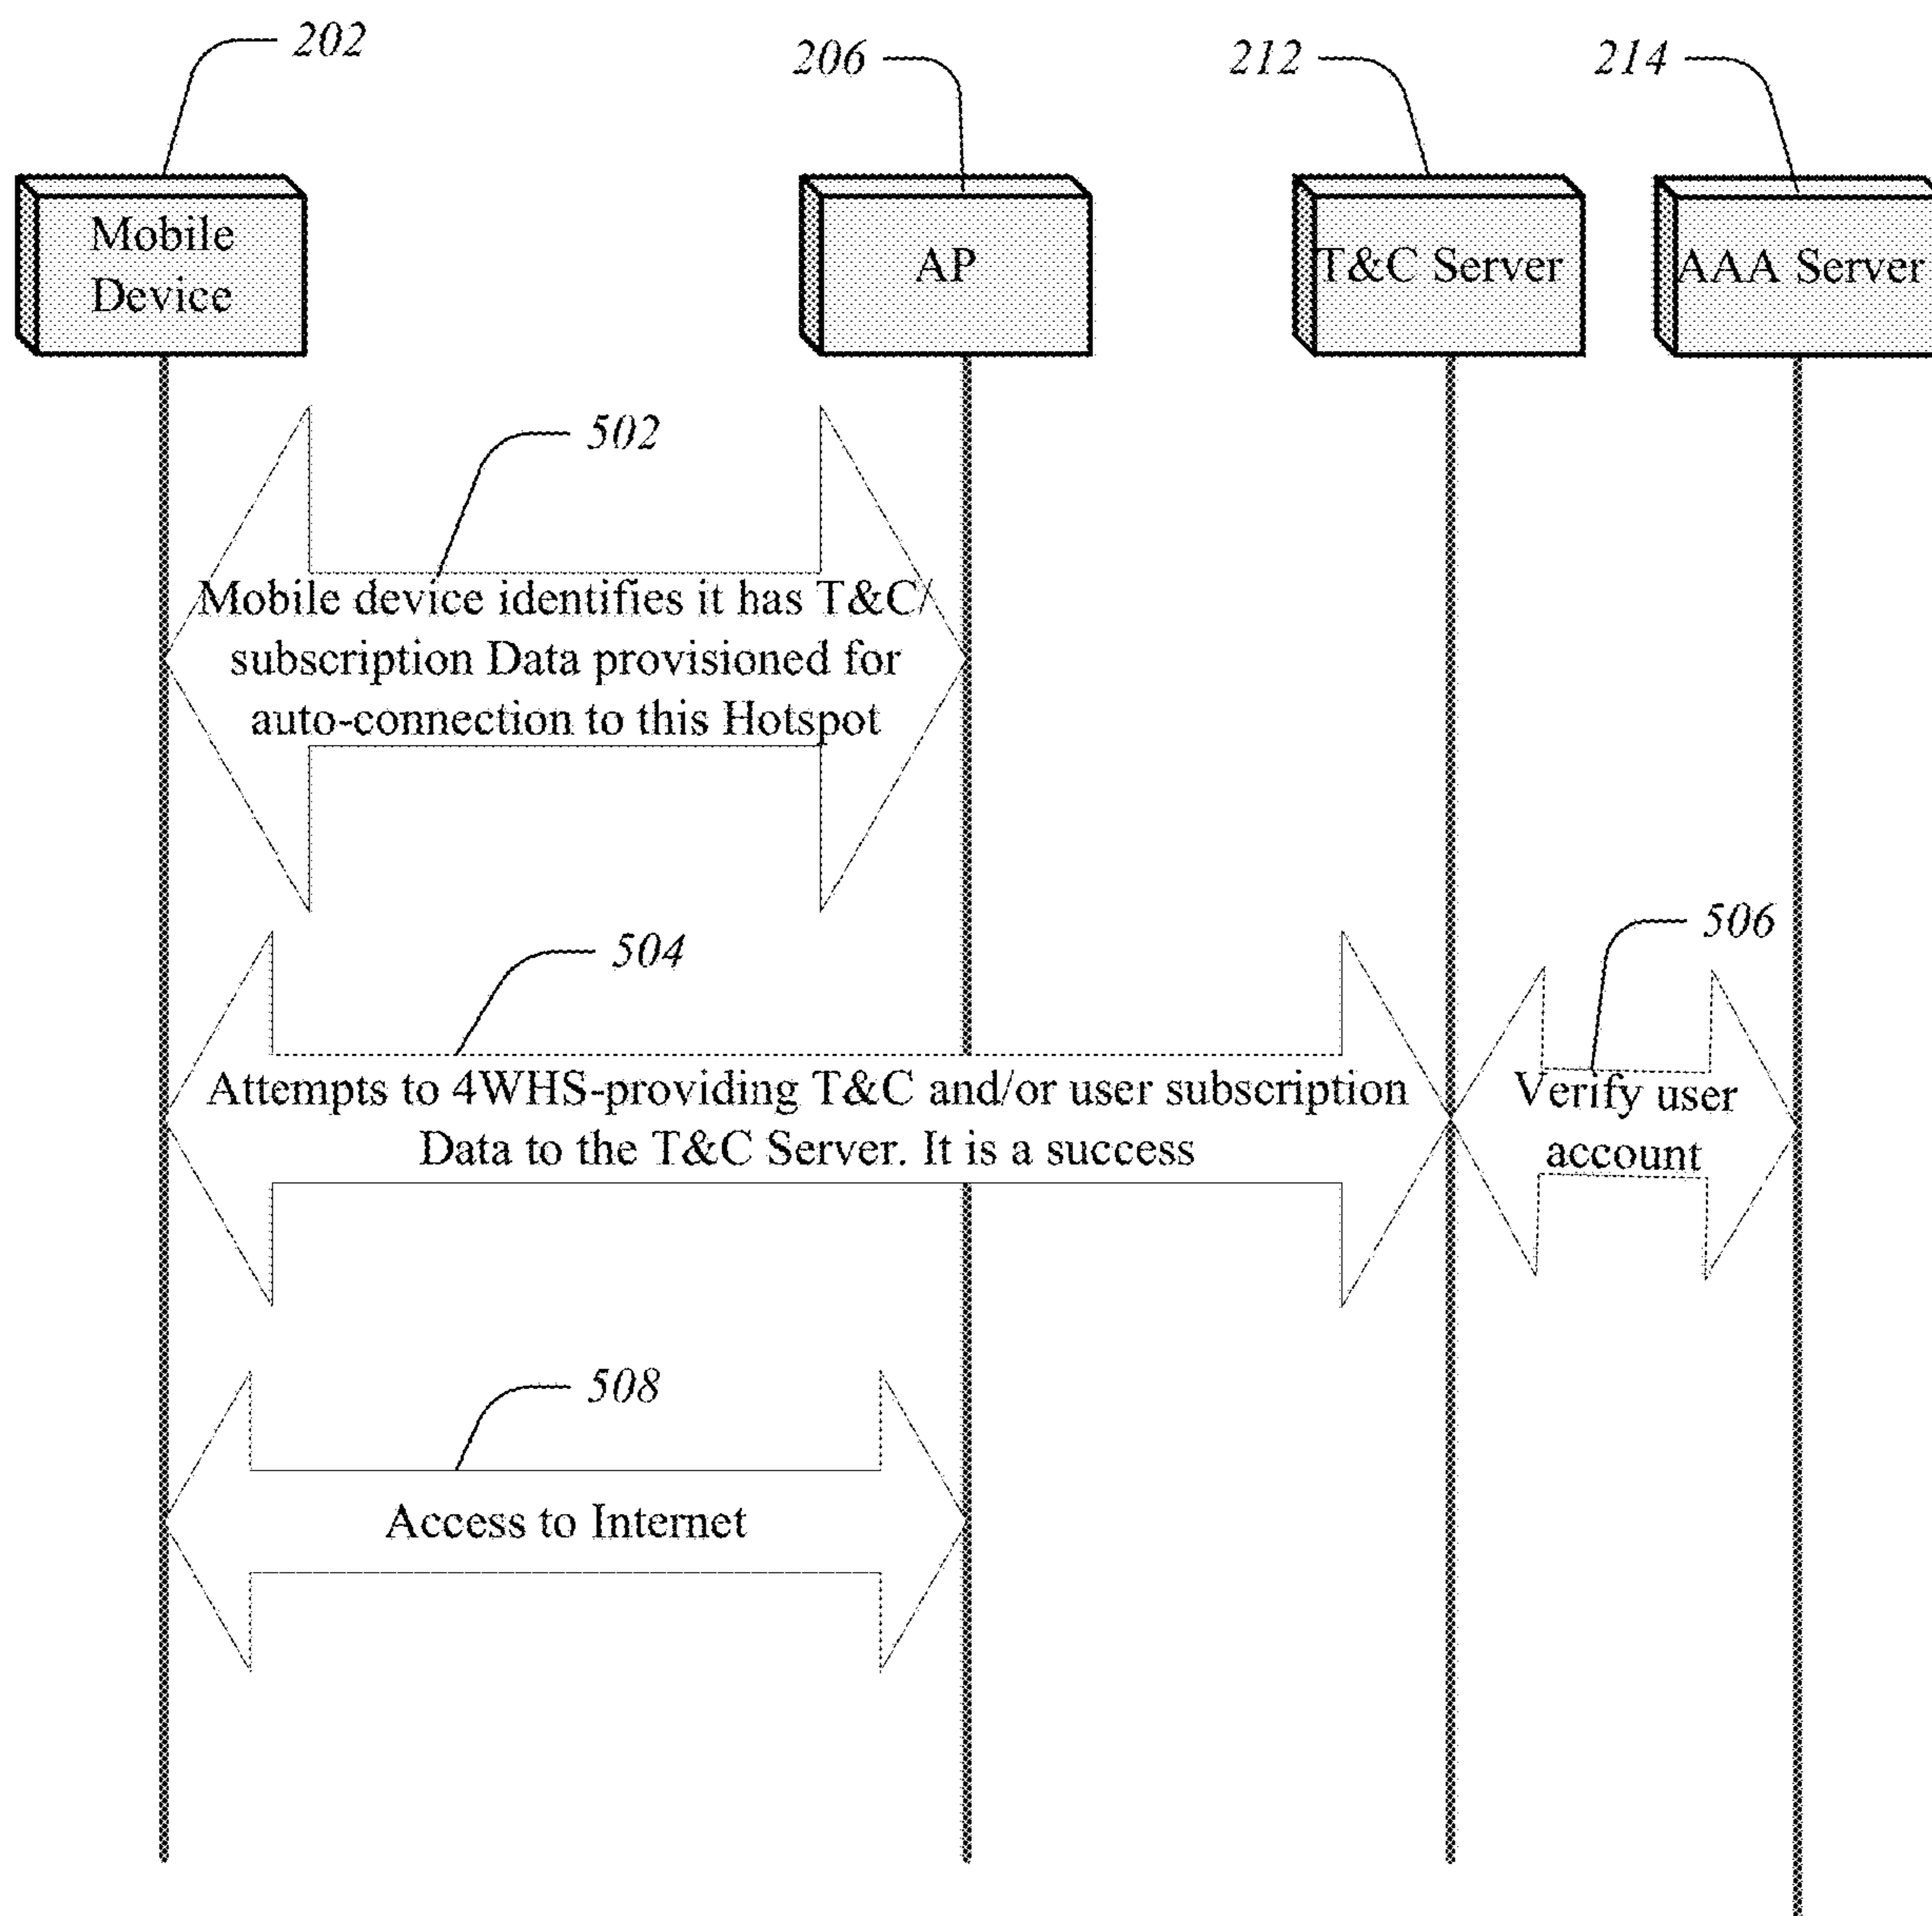 202
206
212
214
Mobile
Device
AP
T&C Server
AAA Server
502
Mobile device identifies it has T&C/
subscription Data provisioned for
auto-connection to this Hotspot
504
506
Attempts to 4WHS-providing T&C and/or user subscription
Data to the T&C Server. It is a success
Verify user
account
508
Access to Internet